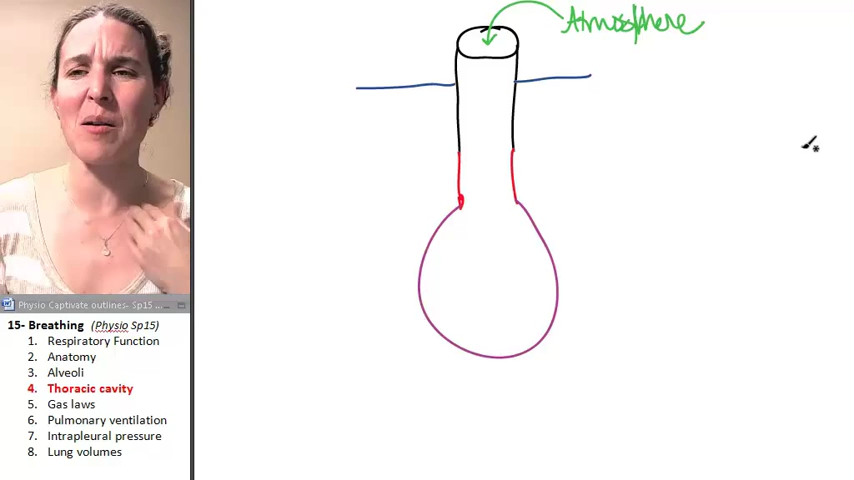 Atmosphere
Physio Captivate outlines- Sp15 ...
15- Breathing (Physio Sp15)
1. Respiratory Function
2. Anatomy
3. Alveoli
4. Thoracic cavity
5. Gas laws
6. Pulmonary ventilation
7. Intrapleural pressure
8. Lung volumes